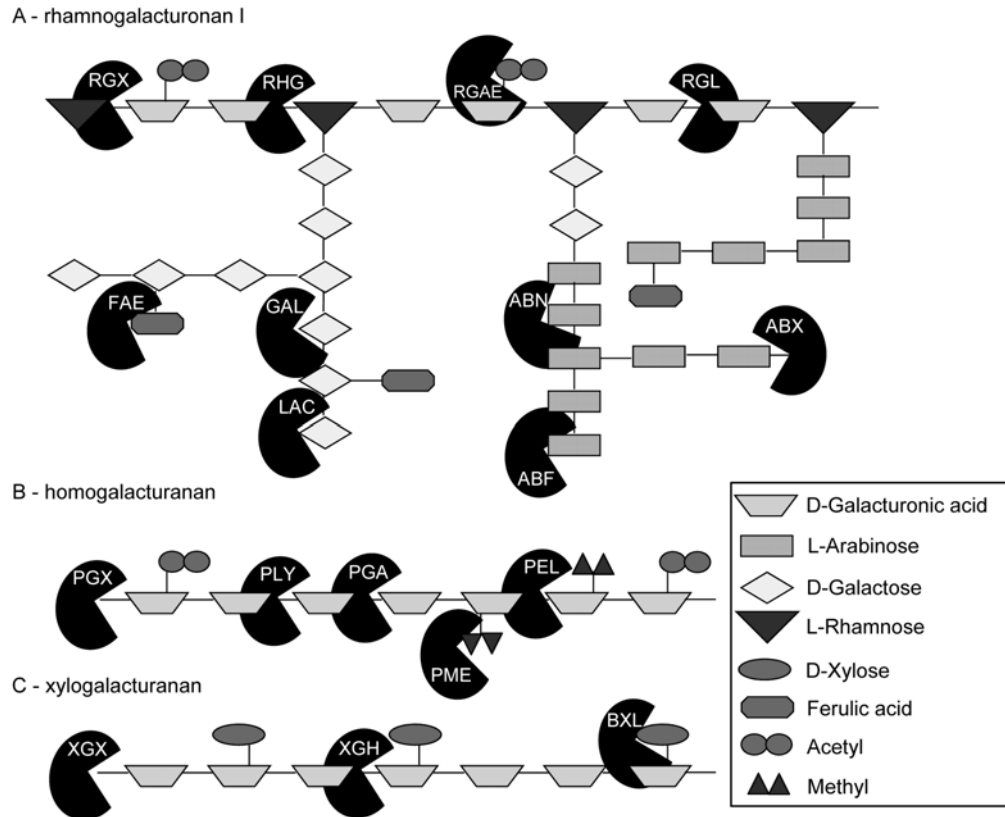 A - rhamnogalacturonan I
RGX
RHG
RGAE
RGL
FAE
GAL
ABN
ABX
LAC
ABF
B - homogalacturanan
PGX
PLY
PGA
PEL
PME
C - xylogalacturanan
XGX
XGH
BXL
D-Galacturonic acid
L-Arabinose
D-Galactose
L-Rhamnose
D-Xylose
Ferulic acid
Acetyl
Methyl